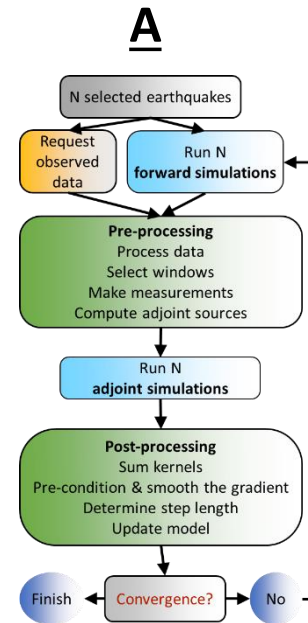 A
N selected earthquakes
Request
observed
data
Run N
forward simulations
Pre-processing
Process data
Select windows
Make measurements
Compute adjoint sources
Run N
adjoint simulations
Post-processing
Sum kernels
Pre-condition & smooth the gradient
Determine step length
Update model
Finish
Convergence?
No